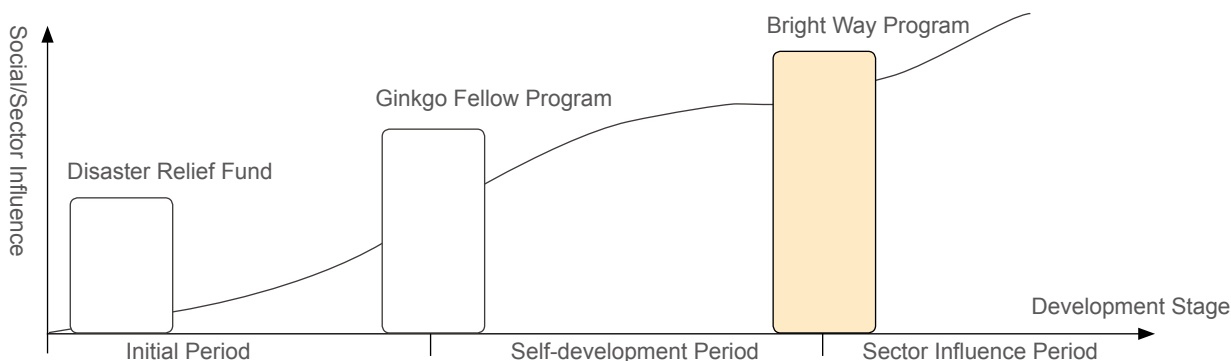 Social/Sector Influence
Bright Way Program
Ginkgo Fellow Program
Disaster Relief Fund
Development Stage
Initial Period
Self-development Period
Sector Influence Period